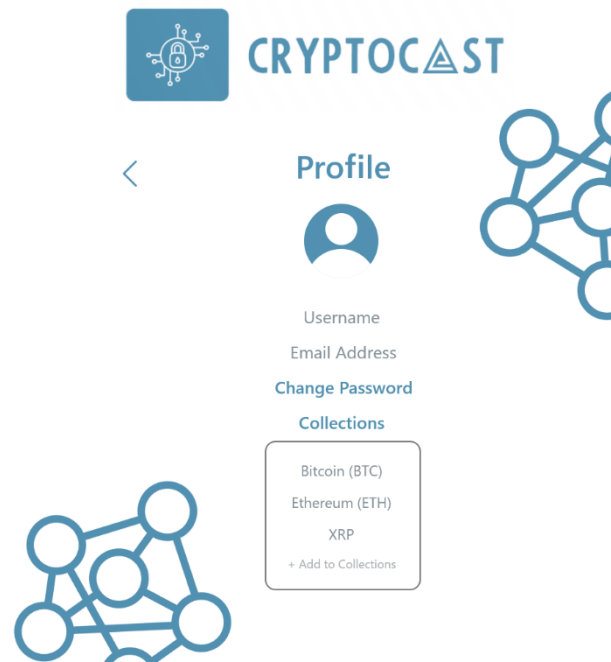 CRYPTOCAST
Profile
Username
Email Address
Change Password
Collections
Bitcoin (BTC)
Ethereum (ETH)
XRP
+ Add to Collections